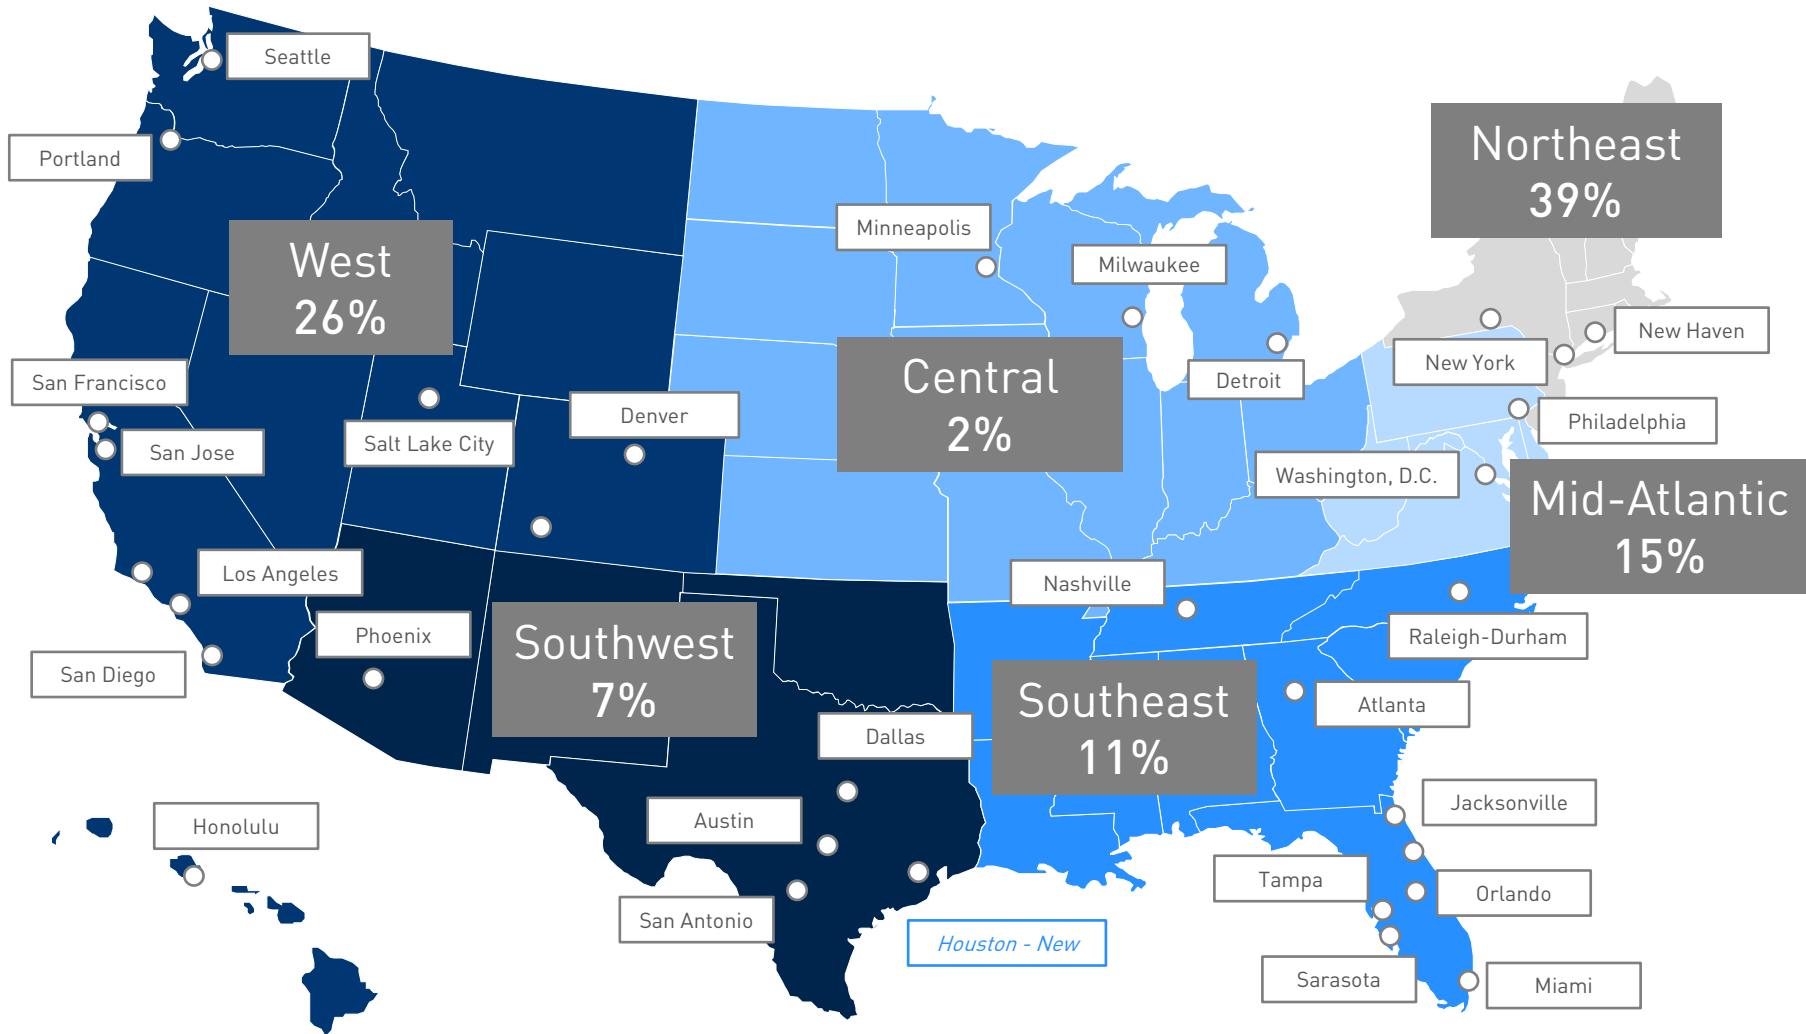 Seattle
Portland
Northeast
39%
West
26%
Minneapolis
Milwaukee
New Haven
New York
San Francisco
Central
2%
Detroit
Denver
Philadelphia
San Jose
Salt Lake City
Washington, D.C.
Mid-Atlantic
15%
Los Angeles
Nashville
Phoenix
Raleigh-Durham
San Diego
Southwest
7%
Southeast
11%
Atlanta
Dallas
Jacksonville
Honolulu
Austin
Tampa
Orlando
San Antonio
Houston - New
Sarasota
Miami